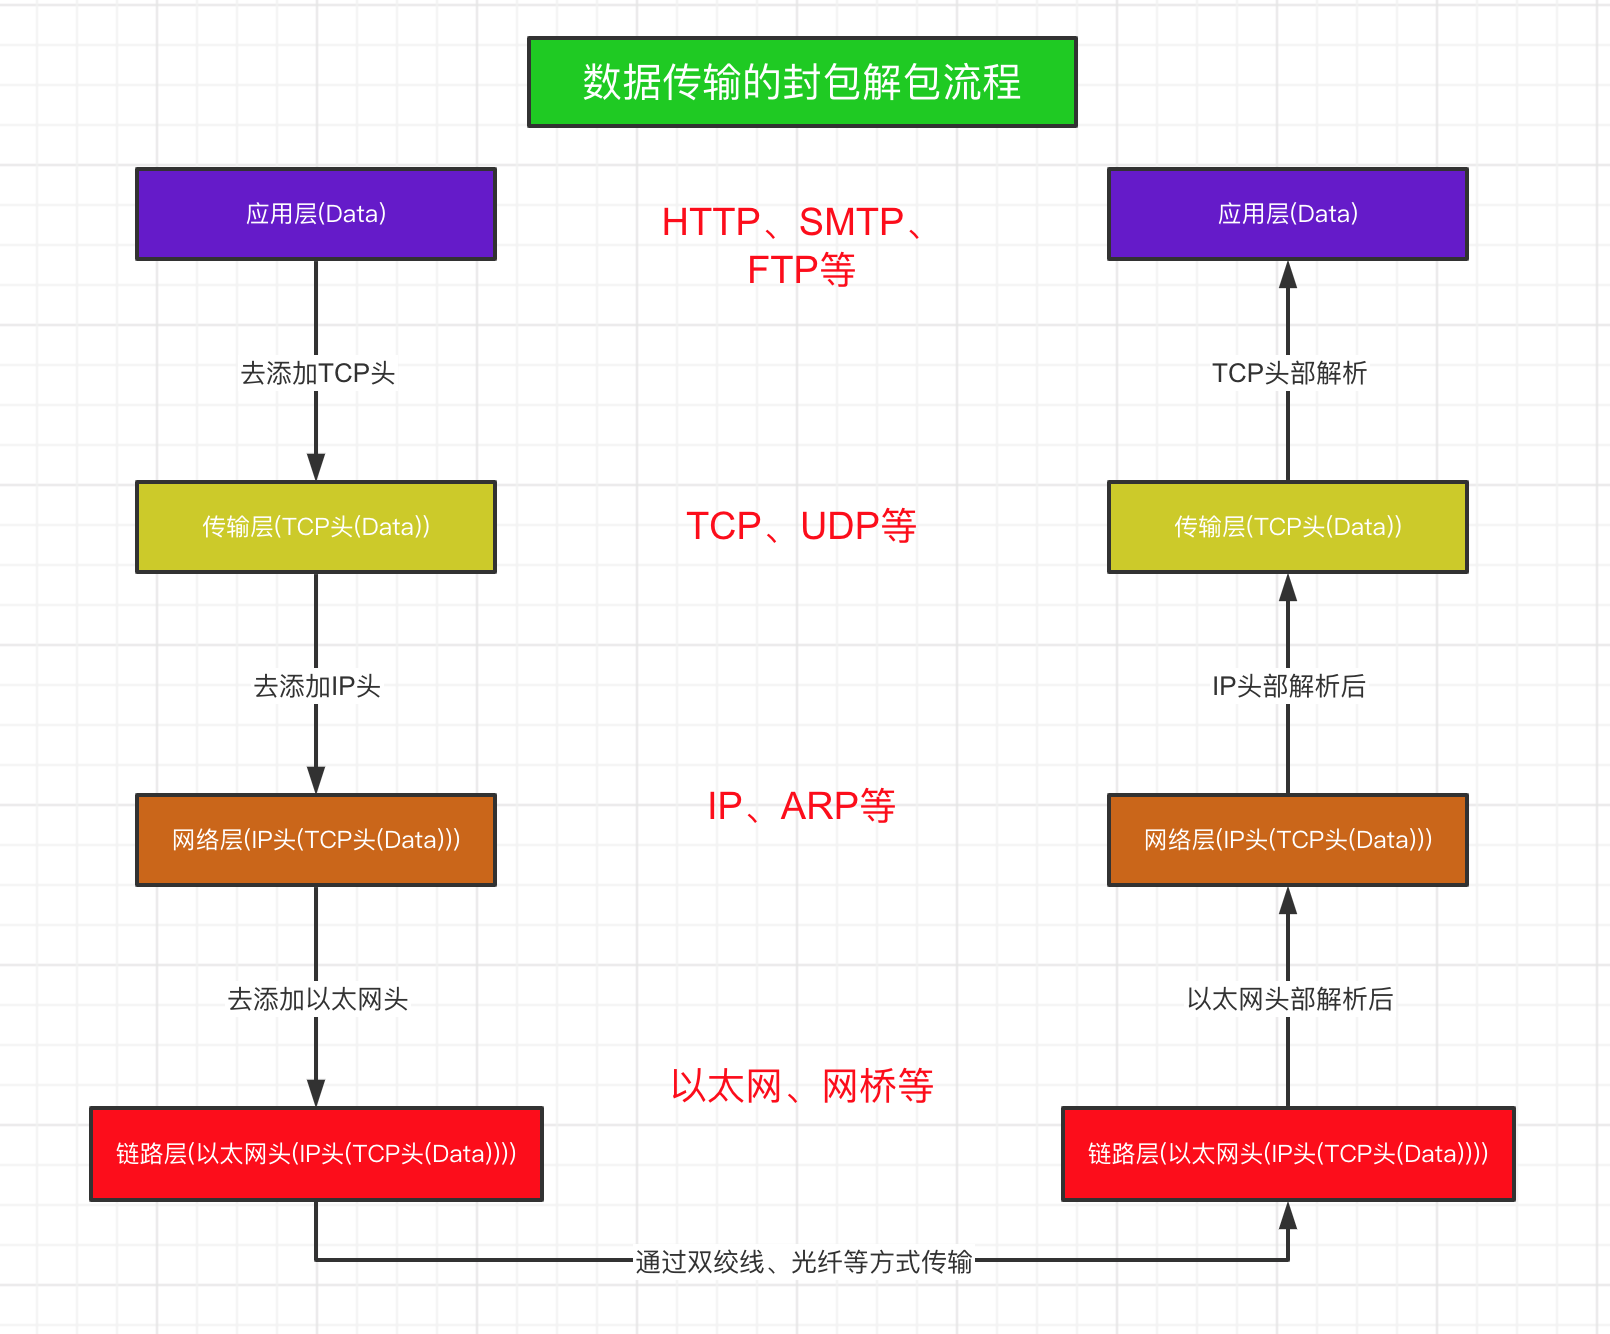 数据传输的封包解包流程
应用层(Data)
HTTP、SMTP、
FTP等
应用层(Data)
去添加TCP头
TCP头部解析
传输层(TCP头(Data))
TCP、UDP等
传输层(TCP头(Data))
去添加IP头
IP头部解析后
网络层(IP头(TCP头(Data)))
IP、ARP等
网络层(IP头(TCP头(Data)))
去添加以太网头
以太网头部解析后
以太网、网桥等
链路层(以太网头(IP头(TCP头(Data))))
链路层(以太网头(IP头(TCP头(Data))))
通过双绞线、光纤等方式传输